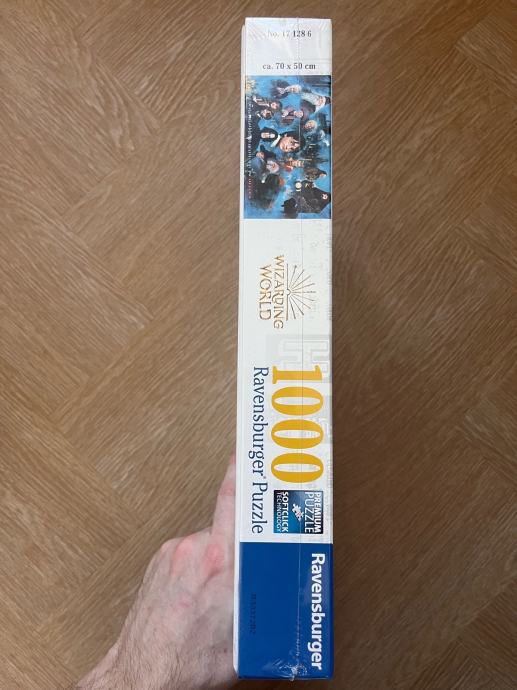 No. 17 128 6
ca. 70 x 50 cm
WIZARDING
WORLD
1000
Ravensburger® Puzzle
PREMIUM
PUZZLE
SOFTCLICK
TECHNOLOGY
Ravensburger